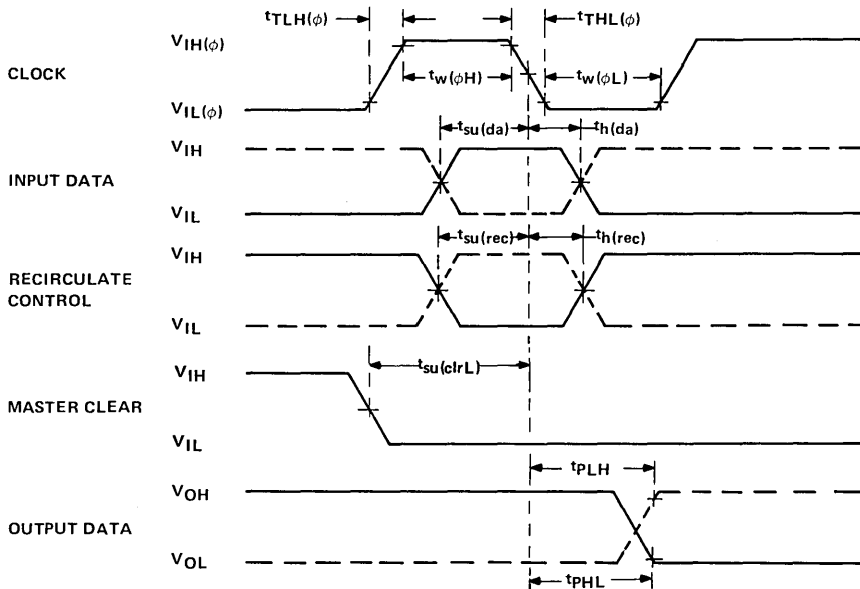 tTLH(ϕ) tTHL(ϕ)
VIH(ϕ)
CLOCK tw(ϕH) tw(ϕL)
VIL(ϕ)
tsu(da) th(da)
VIH
INPUT DATA
VIL
tsu(rec) th(rec)
VIH
RECIRCULATE
CONTROL
VIL
tsu(clrL)
VIH
MASTER CLEAR
VIL
tPLH
VOH
OUTPUT DATA
VOL
tPHL